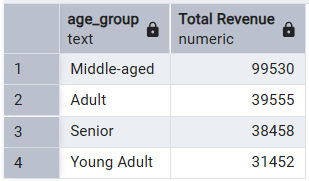 age_group Total Revenue
text numeric
1 Middle-aged 99530
2 Adult 39555
3 Senior 38458
4 Young Adult 31452